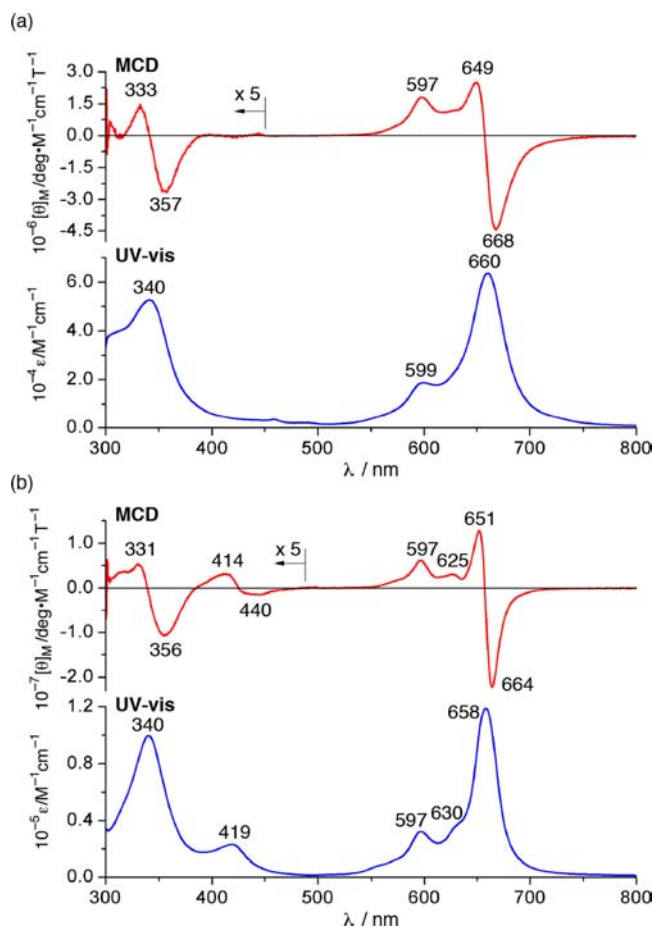 (a)
MCD
333
x 5
597
649
3.0
1.5
0.0
-1.5
-3.0
-4.5
10⁻⁶[θ]M/deg•M⁻¹cm⁻¹T⁻¹
357
668
UV-vis
340
660
599
6.0
4.0
2.0
0.0
10⁻⁴ ε/M⁻¹cm⁻¹
300 400 500 600 700 800
λ / nm
(b)
MCD
331
414
x 5
597
625
651
1.0
0.0
-1.0
-2.0
10⁻⁷[θ]M/deg•M⁻¹cm⁻¹T⁻¹
440
356
664
UV-vis
340
658
419
597
630
1.2
0.8
0.4
0.0
10⁻⁵ ε/M⁻¹cm⁻¹
300 400 500 600 700 800
λ / nm